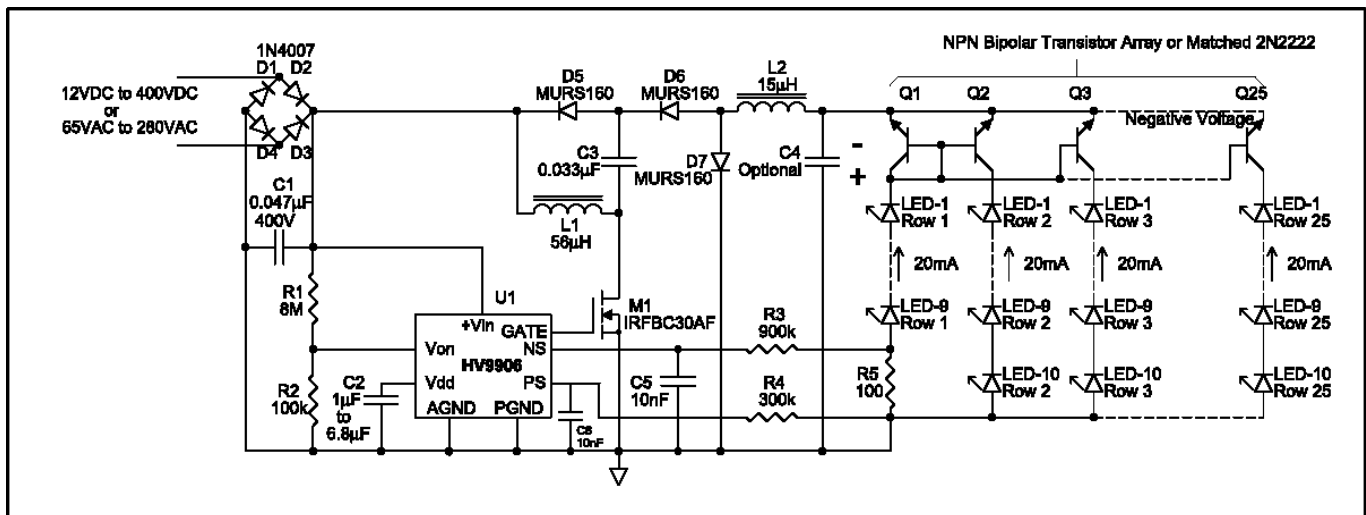 NPN Bipolar Transistor Array or Matched 2N2222
1N4007
D1 D2
D4 D3
12VDC to 400VDC
or
65VAC to 280VAC
D5
MURS160
D6
MURS160
L2
15µH
Q1
Q2
Q3
Q25
Negative Voltage
C3
0.033µF
D7
MURS160
C4
Optional
-
+
C1
0.047µF
400V
L1
56µH
LED-1
Row 1
LED-1
Row 2
LED-1
Row 3
LED-1
Row 25
20mA
20mA
20mA
20mA
R1
8M
U1
M1
IRFBC30AF
+Vin
GATE
Von
NS
HV9906
Vdd
PS
AGND
PGND
R2
100k
C2
1µF
to
6.8µF
C6
10nF
C5
10nF
R3
900k
R4
300k
R5
100
LED-9
Row 1
LED-9
Row 2
LED-9
Row 3
LED-9
Row 25
LED-10
Row 2
LED-10
Row 3
LED-10
Row 25